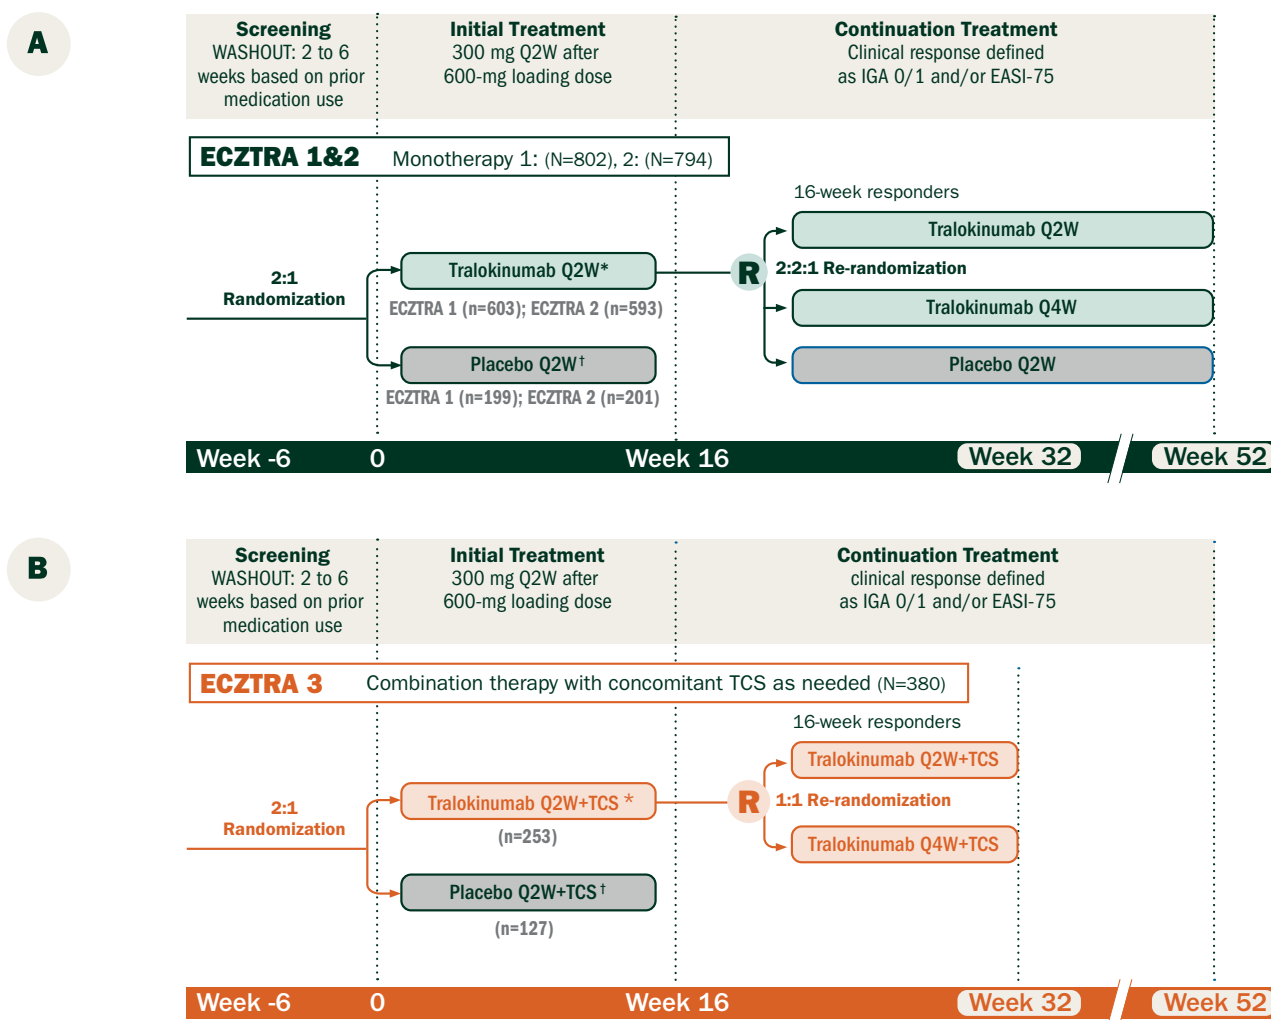 A
Screening
WASHOUT: 2 to 6
weeks based on prior
medication use
Initial Treatment
300 mg Q2W after
600-mg loading dose
Continuation Treatment
Clinical response defined
as IGA 0/1 and/or EASI-75
ECZTRA 1&2 Monotherapy 1: (N=802), 2: (N=794)
16-week responders
2:1
Randomization
Tralokinumab Q2W*
ECZTRA 1 (n=603); ECZTRA 2 (n=593)
Placebo Q2W†
ECZTRA 1 (n=199); ECZTRA 2 (n=201)
R
2:2:1 Re-randomization
Tralokinumab Q2W
Tralokinumab Q4W
Placebo Q2W
Week -6 0 Week 16 Week 32 Week 52
B
Screening
WASHOUT: 2 to 6
weeks based on prior
medication use
Initial Treatment
300 mg Q2W after
600-mg loading dose
Continuation Treatment
clinical response defined
as IGA 0/1 and/or EASI-75
ECZTRA 3 Combination therapy with concomitant TCS as needed (N=380)
16-week responders
2:1
Randomization
Tralokinumab Q2W+TCS *
(n=253)
Placebo Q2W+TCS †
(n=127)
R
1:1 Re-randomization
Tralokinumab Q2W+TCS
Tralokinumab Q4W+TCS
Week -6 0 Week 16 Week 32 Week 52